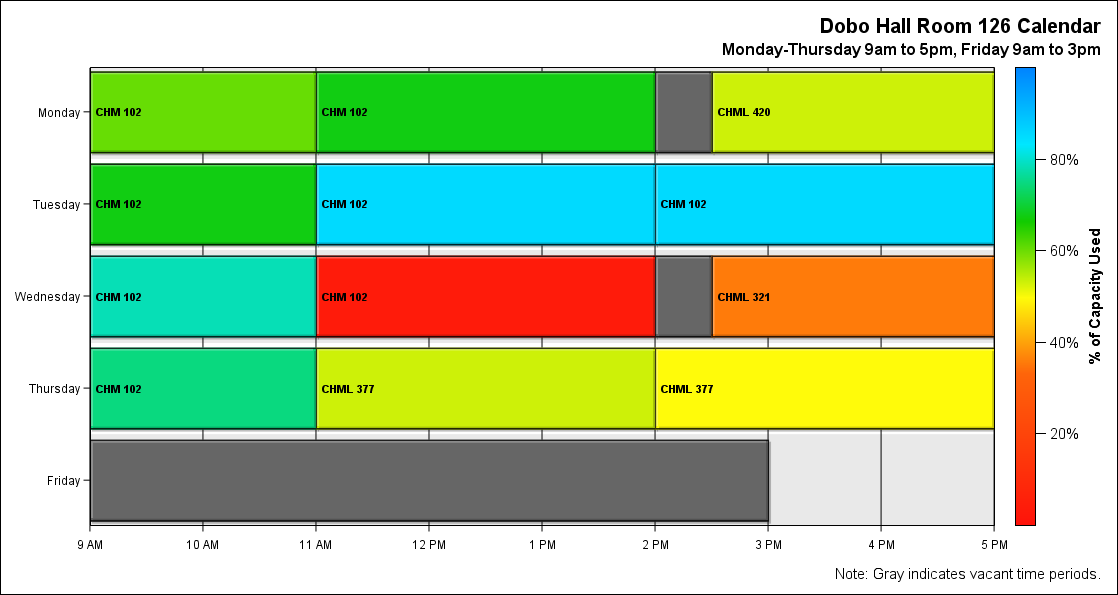 Dobo Hall Room 126 Calendar
Monday-Thursday 9am to 5pm, Friday 9am to 3pm
Monday
CHM 102
CHM 102
CHML 420
Tuesday
CHM 102
CHM 102
CHM 102
Wednesday
CHM 102
CHM 102
CHML 321
Thursday
CHM 102
CHML 377
CHML 377
Friday
9 AM
10 AM
11 AM
12 PM
1 PM
2 PM
3 PM
4 PM
5 PM
80%
60%
40%
20%
% of Capacity Used
Note: Gray indicates vacant time periods.